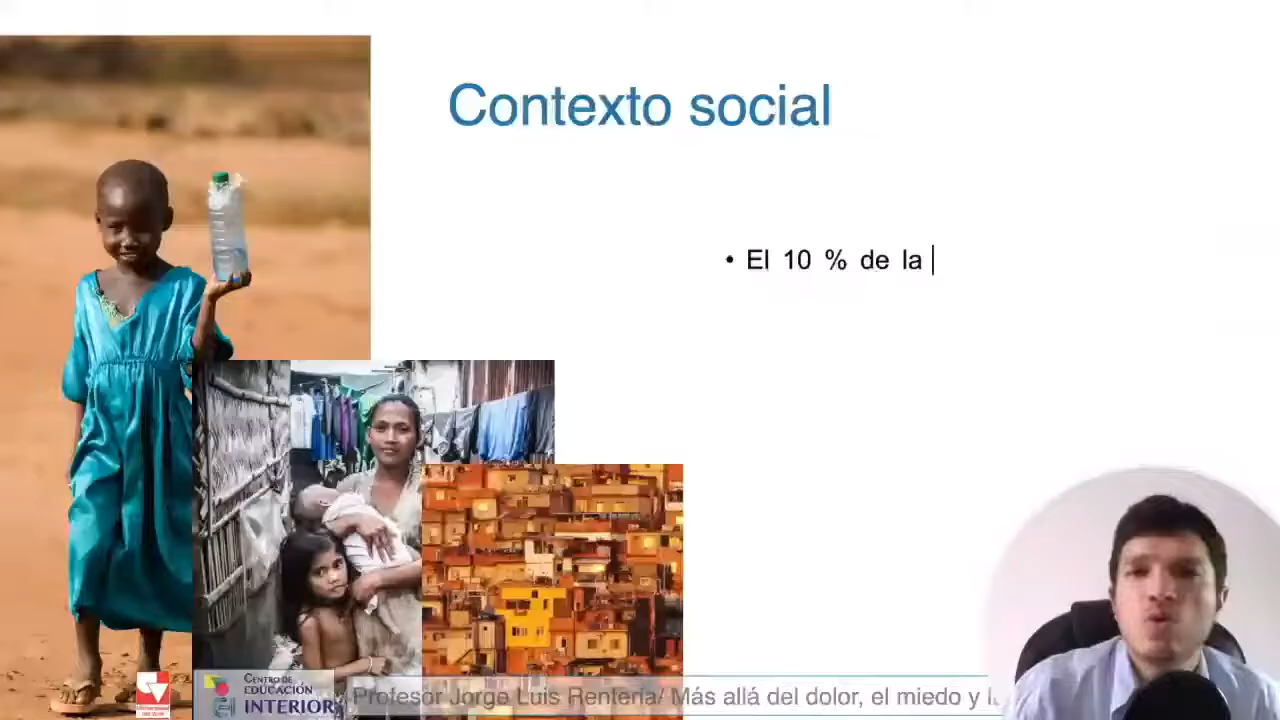 Contexto social
• El 10 % de la
CENTRO DE
EDUCACIÓN
INTERIOR
Profesor Jorge Luis Rentería/ Más allá del dolor, el miedo y